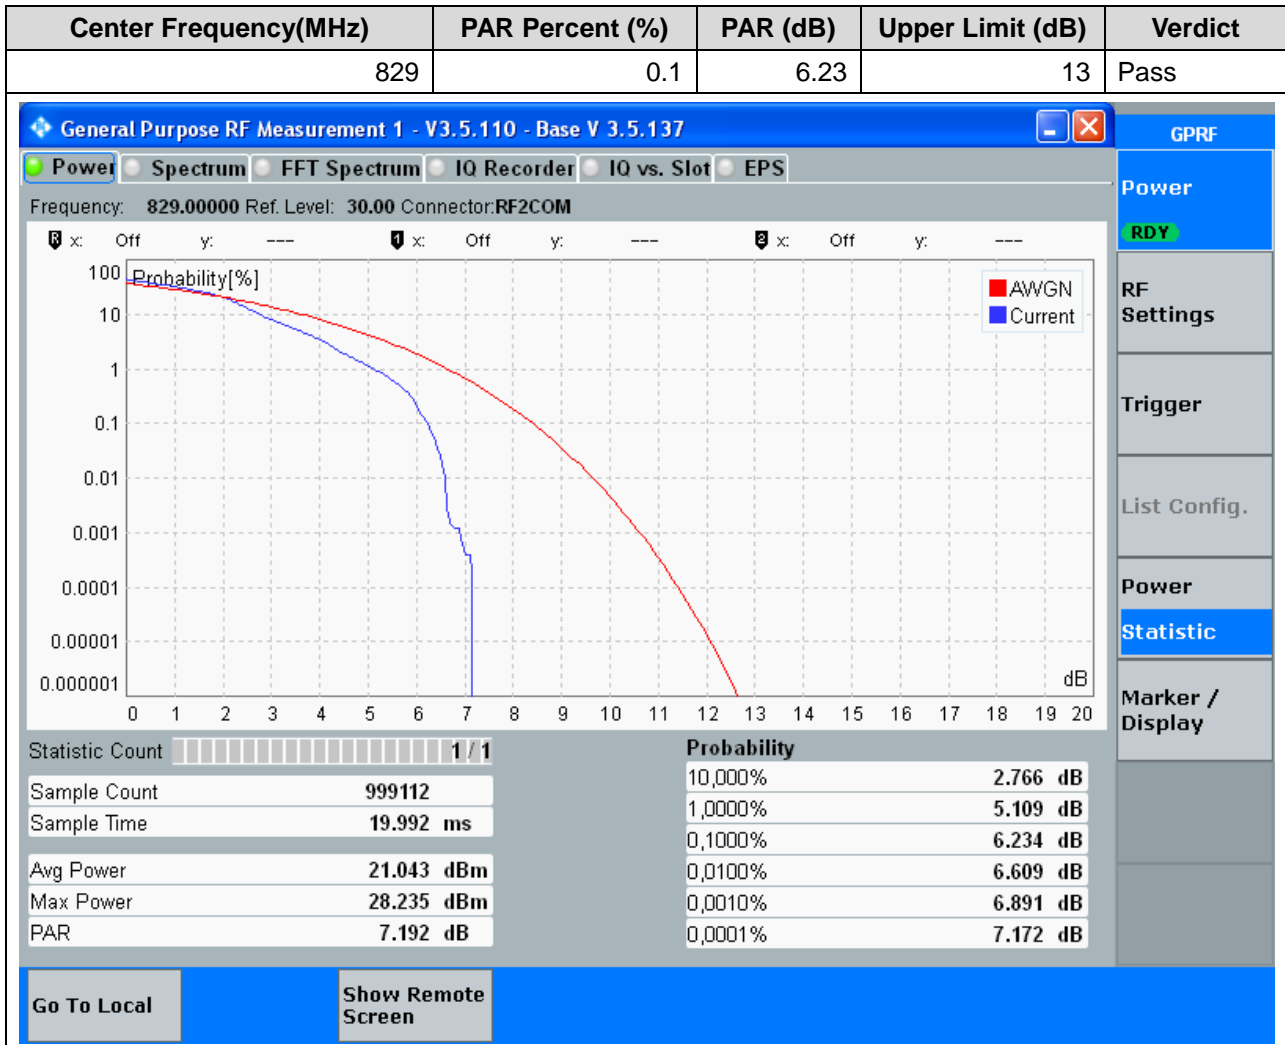 Center Frequency(MHz) PAR Percent (%) PAR (dB) Upper Limit (dB) Verdict
829 0.1 6.23 13 Pass
General Purpose RF Measurement 1 - V3.5.110 - Base V 3.5.137
GPRF
Power Spectrum FFT Spectrum IQ Recorder IQ vs. Slot EPS
Power
RDY
Frequency: 829.00000 Ref. Level: 30.00 Connector:RF2COM
R x: Off y: --- 1 x: Off y: --- 2 x: Off y: ---
Probability[%]
AWGN
Current
100
10
1
0.1
0.01
0.001
0.0001
0.00001
0.000001
dB
0 1 2 3 4 5 6 7 8 9 10 11 12 13 14 15 16 17 18 19 20
RF
Settings
Trigger
List Config.
Power
Statistic
Marker /
Display
Statistic Count 1 / 1
Sample Count 999112
Sample Time 19.992 ms
Avg Power 21.043 dBm
Max Power 28.235 dBm
PAR 7.192 dB
Probability
10,000% 2.766 dB
1,0000% 5.109 dB
0,1000% 6.234 dB
0,0100% 6.609 dB
0,0010% 6.891 dB
0,0001% 7.172 dB
Go To Local
Show Remote
Screen